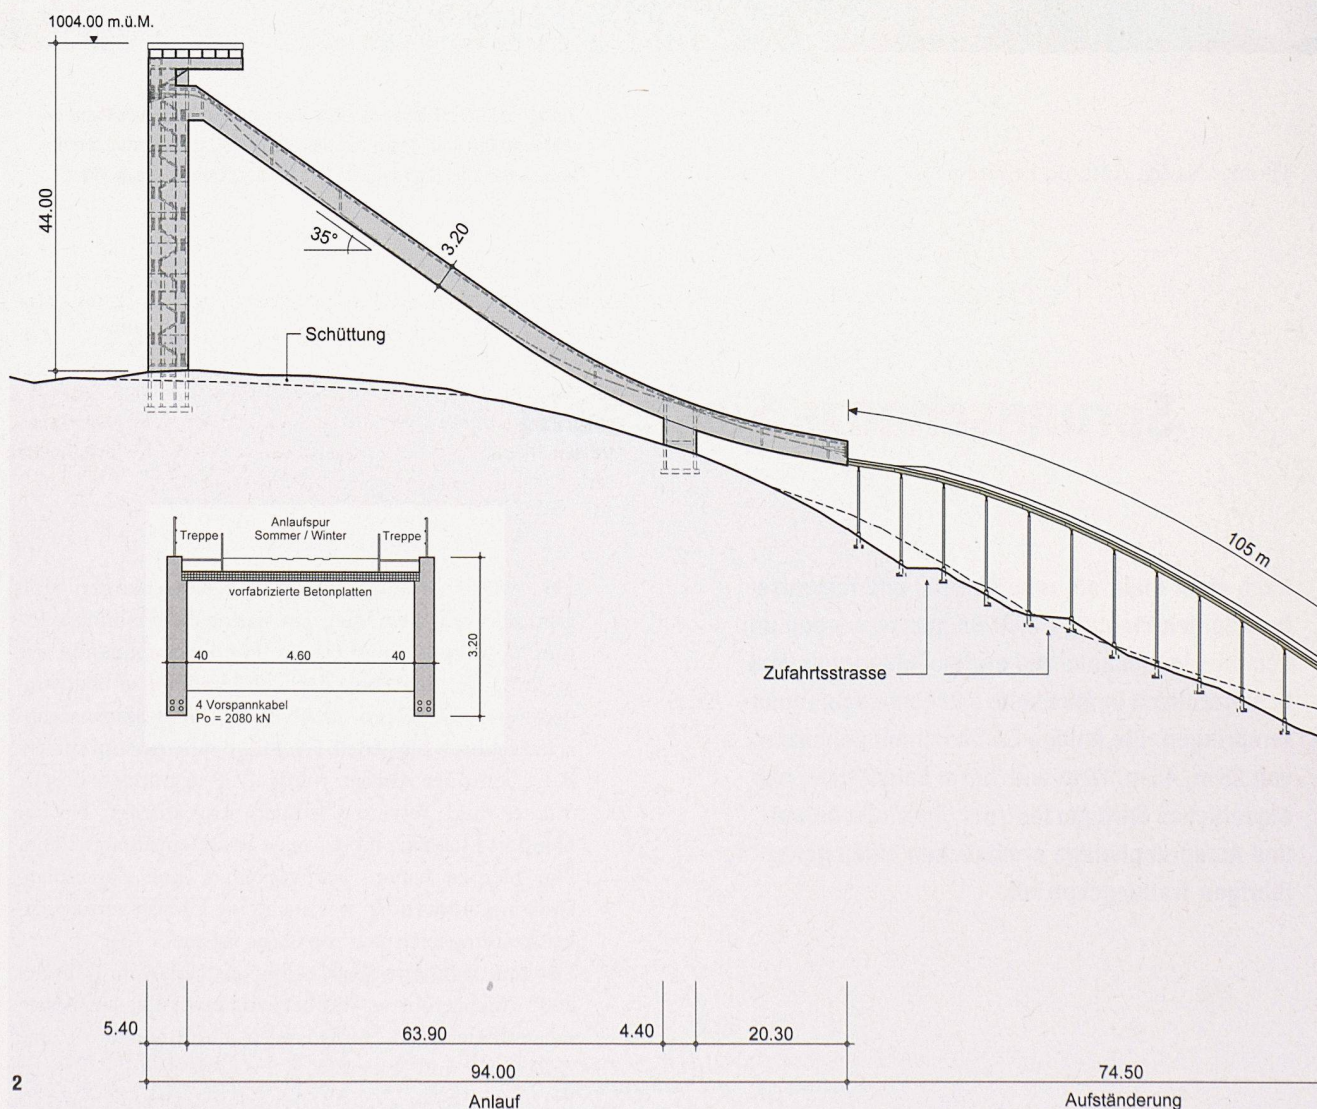 1004.00 m.ü.M.
44.00
35°
3.20
Schüttung
105 m
Zufahrtsstrasse
Anlaufspur
Sommer / Winter
Treppe
Treppe
vorfabrizierte Betonplatten
40
4.60
40
3.20
4 Vorspannkabel
Po = 2080 kN
5.40
63.90
4.40
20.30
94.00
74.50
Anlauf
Aufständerung
2